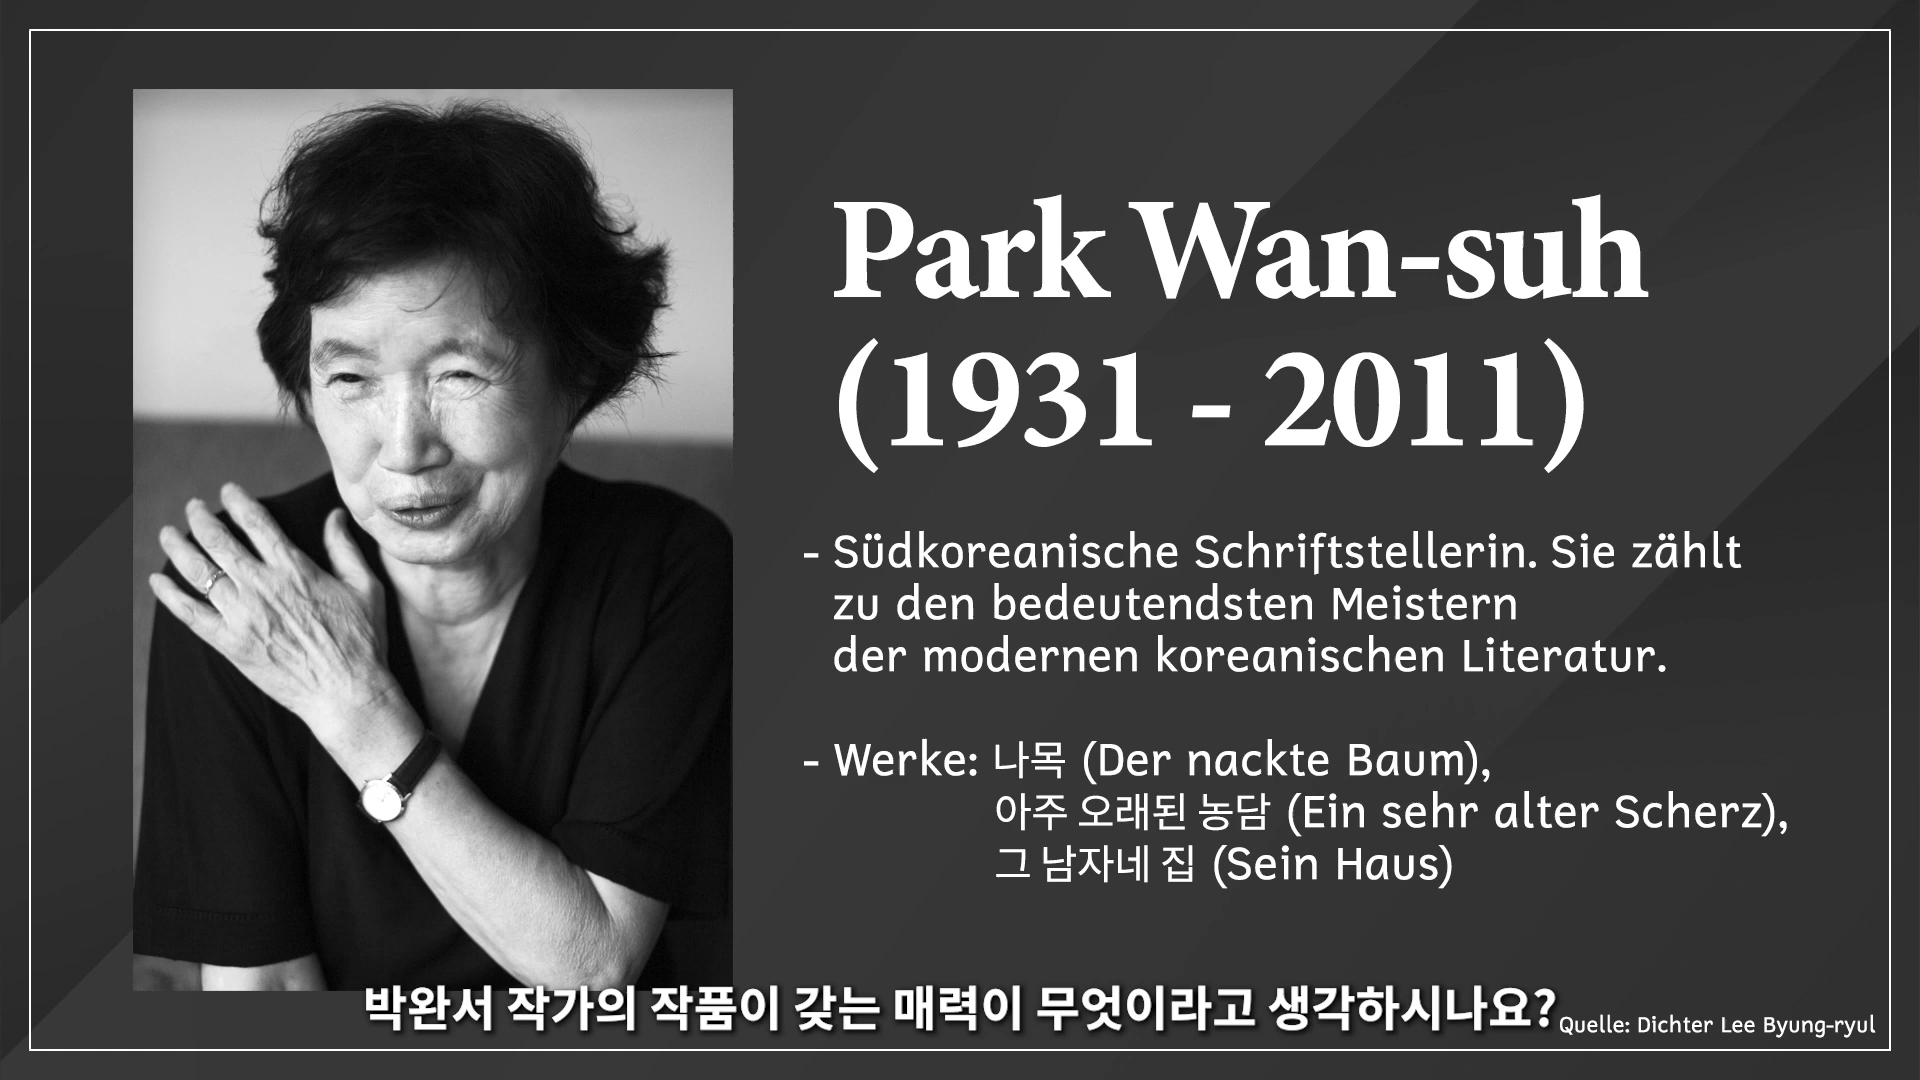 Park Wan-suh
(1931 - 2011)
- Südkoreanische Schriftstellerin. Sie zählt
zu den bedeutendsten Meistern
der modernen koreanischen Literatur.
- Werke: 나목 (Der nackte Baum),
아주 오래된 농담 (Ein sehr alter Scherz),
그 남자네 집 (Sein Haus)
박완서 작가의 작품이 갖는 매력이 무엇이라고 생각하시나요?
Quelle: Dichter Lee Byung-ryul